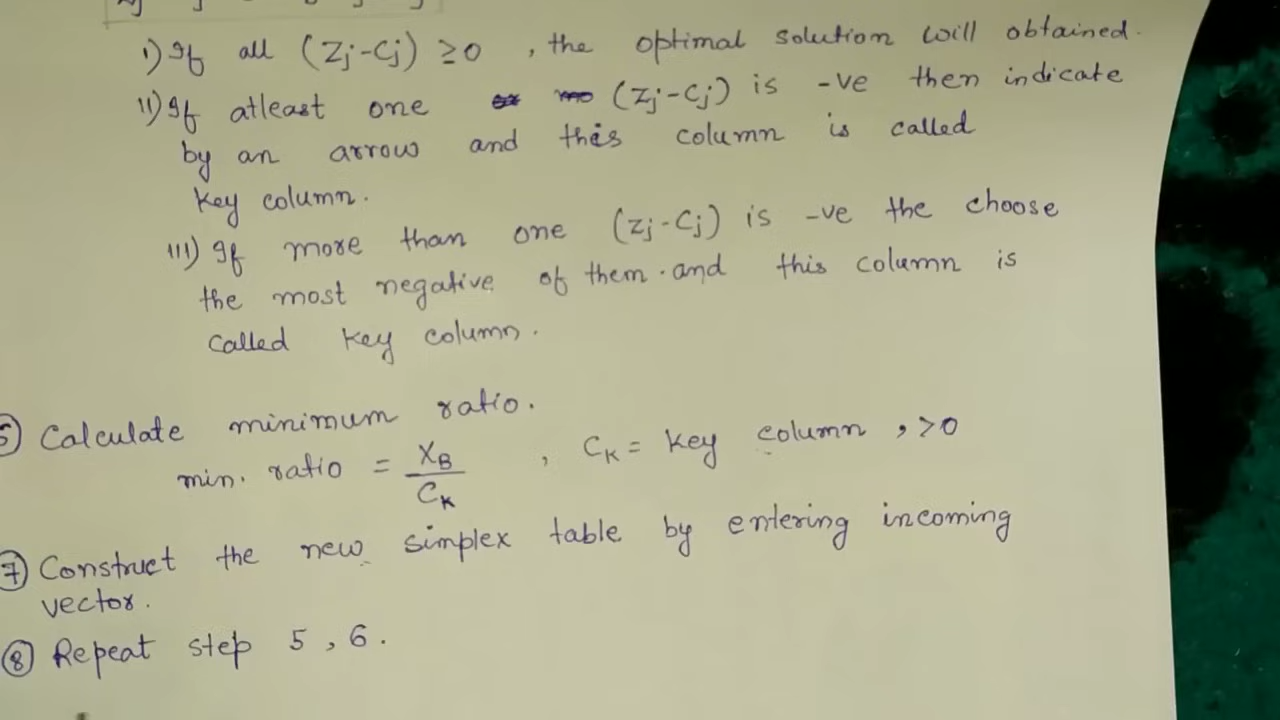 i) If all (Zj-Cj) ≥0 , the optimal solution will obtained.
ii) If atleast one (Zj-Cj) is -ve then indicate
by an arrow and this column is called
key column.
iii) If more than one (Zj-Cj) is -ve the choose
the most negative of them. and this column is
called key column.
Calculate minimum ratio.
min. ratio = XB / CK , CK = key column , >0
⑦ Construct the new simplex table by entering incoming
vector.
⑧ Repeat step 5, 6.